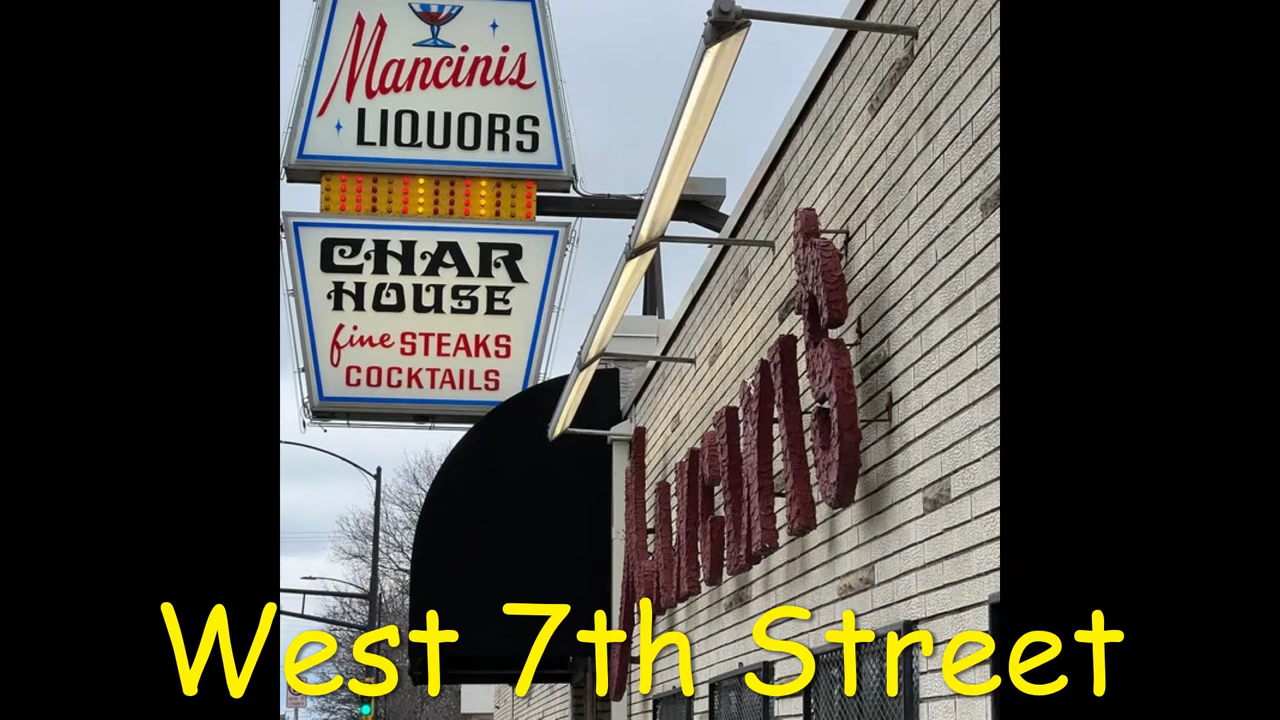 Mancinis
LIQUORS
CHAR
HOUSE
fine STEAKS
COCKTAILS
West 7th Street